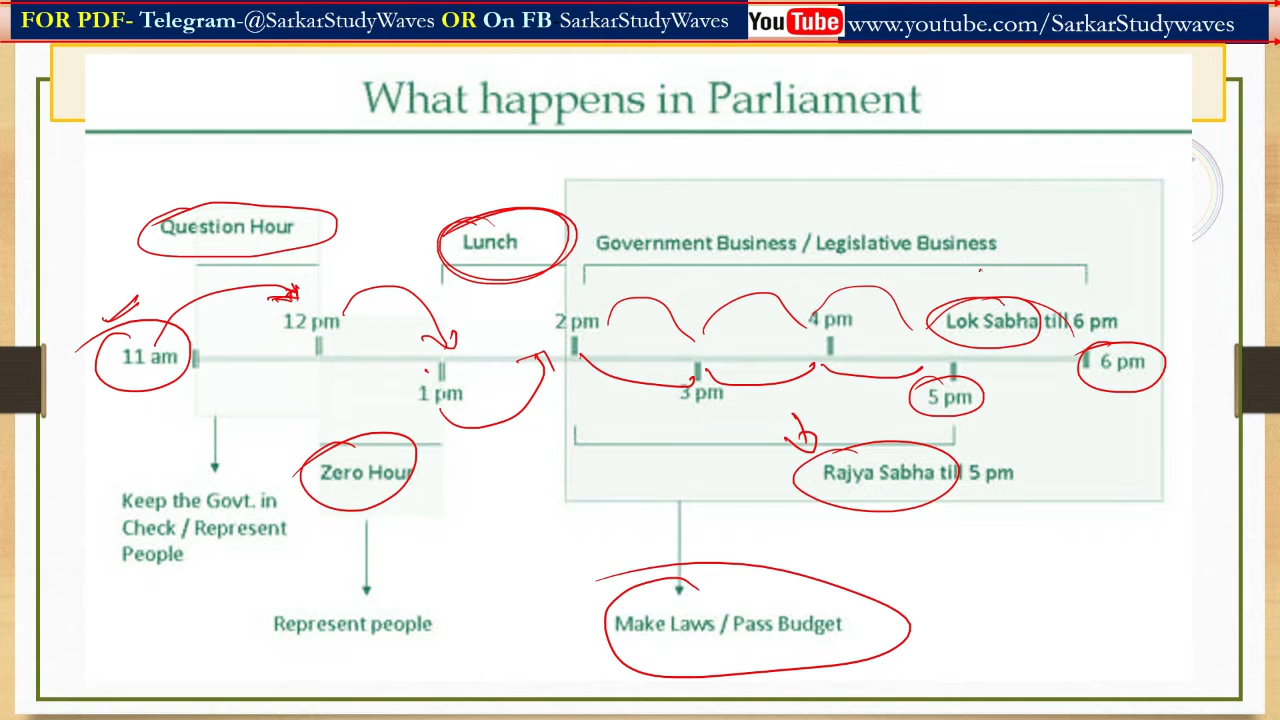 FOR PDF- Telegram-@SarkarStudyWaves OR On FB-SarkarStudyWaves
YouTube
www.youtube.com/SarkarStudywaves
What happens in Parliament
Question Hour
Lunch
Government Business / Legislative Business
11 am
12 pm
1 pm
2 pm
3 pm
4 pm
Lok Sabha till 6 pm
5 pm
6 pm
Zero Hour
Rajya Sabha till 5 pm
Keep the Govt. in
Check / Represent
People
Represent people
Make Laws / Pass Budget